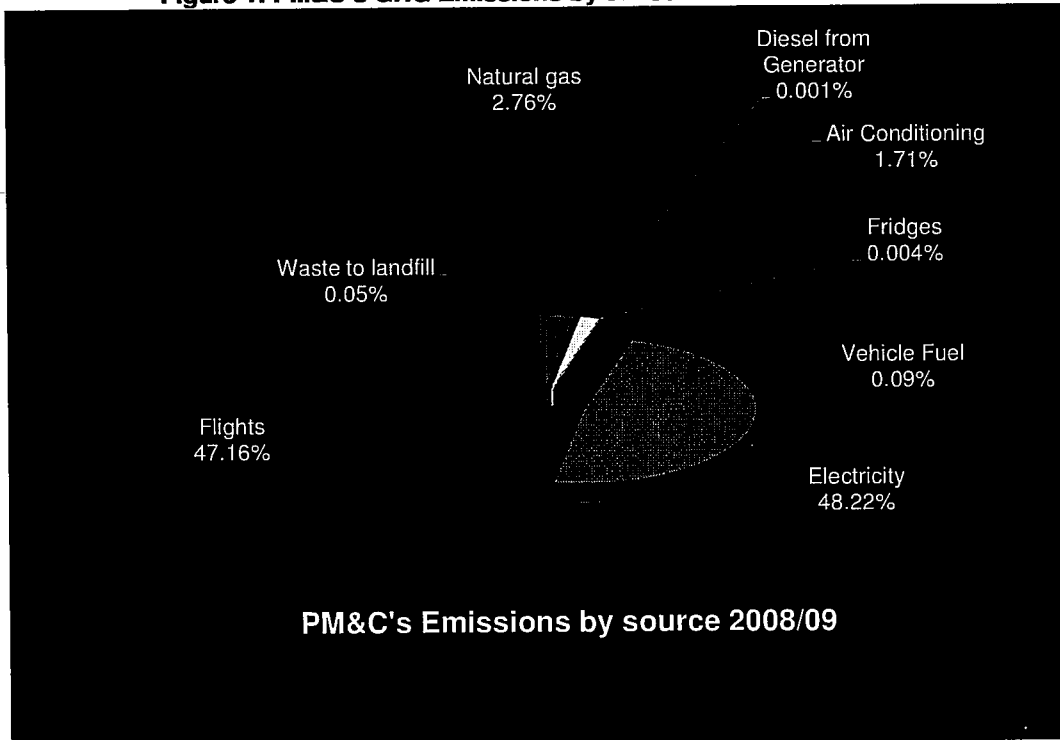 Natural gas
2.76%
Diesel from
Generator
0.001%
Air Conditioning
1.71%
Fridges
0.004%
Waste to landfill
0.05%
Vehicle Fuel
0.09%
Flights
47.16%
Electricity
48.22%
PM&C's Emissions by source 2008/09